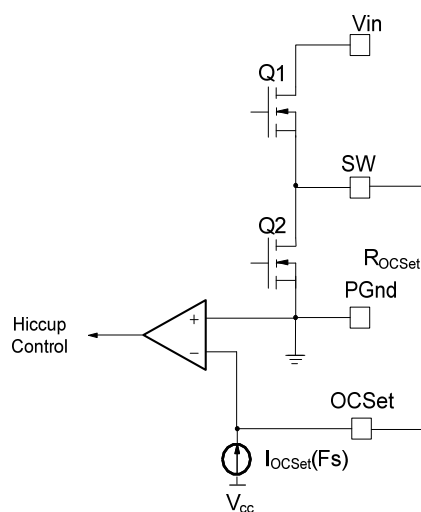 Vin
Q1
SW
Q2
R_OCSet
PGnd
+
Hiccup
Control
−
OCSet
I_OCSet(Fs)
V_cc